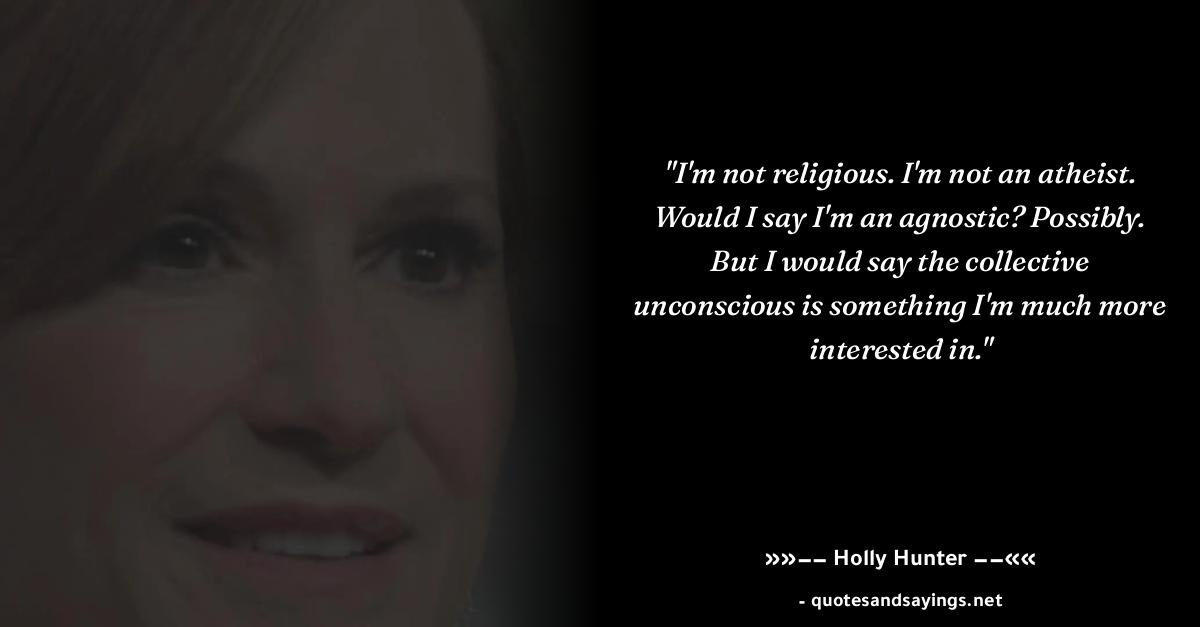 "I'm not religious. I'm not an atheist.
Would I say I'm an agnostic? Possibly.
But I would say the collective
unconscious is something I'm much more
interested in."
»»−− Holly Hunter −−««
- quotesandsayings.net